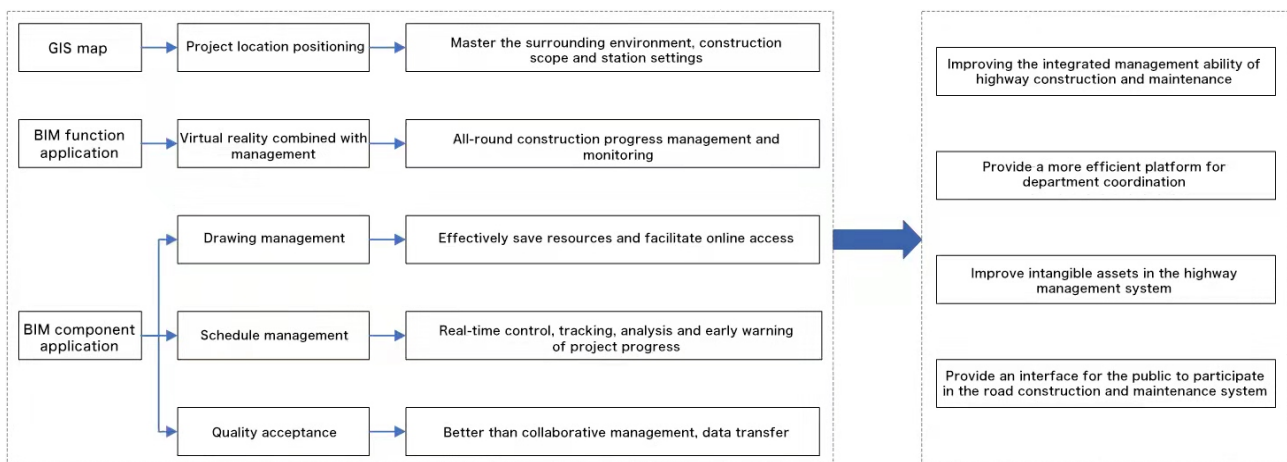 GIS map
Project location positioning
Master the surrounding environment, construction
scope and station settings
BIM function
application
Virtual reality combined with
management
All-round construction progress management and
monitoring
Drawing management
Effectively save resources and facilitate online access
BIM component
application
Schedule management
Real-time control, tracking, analysis and early warning
of project progress
Quality acceptance
Better than collaborative management, data transfer
Improving the integrated management ability of
highway construction and maintenance
Provide a more efficient platform for
department coordination
Improve intangible assets in the highway
management system
Provide an interface for the public to participate
in the road construction and maintenance system